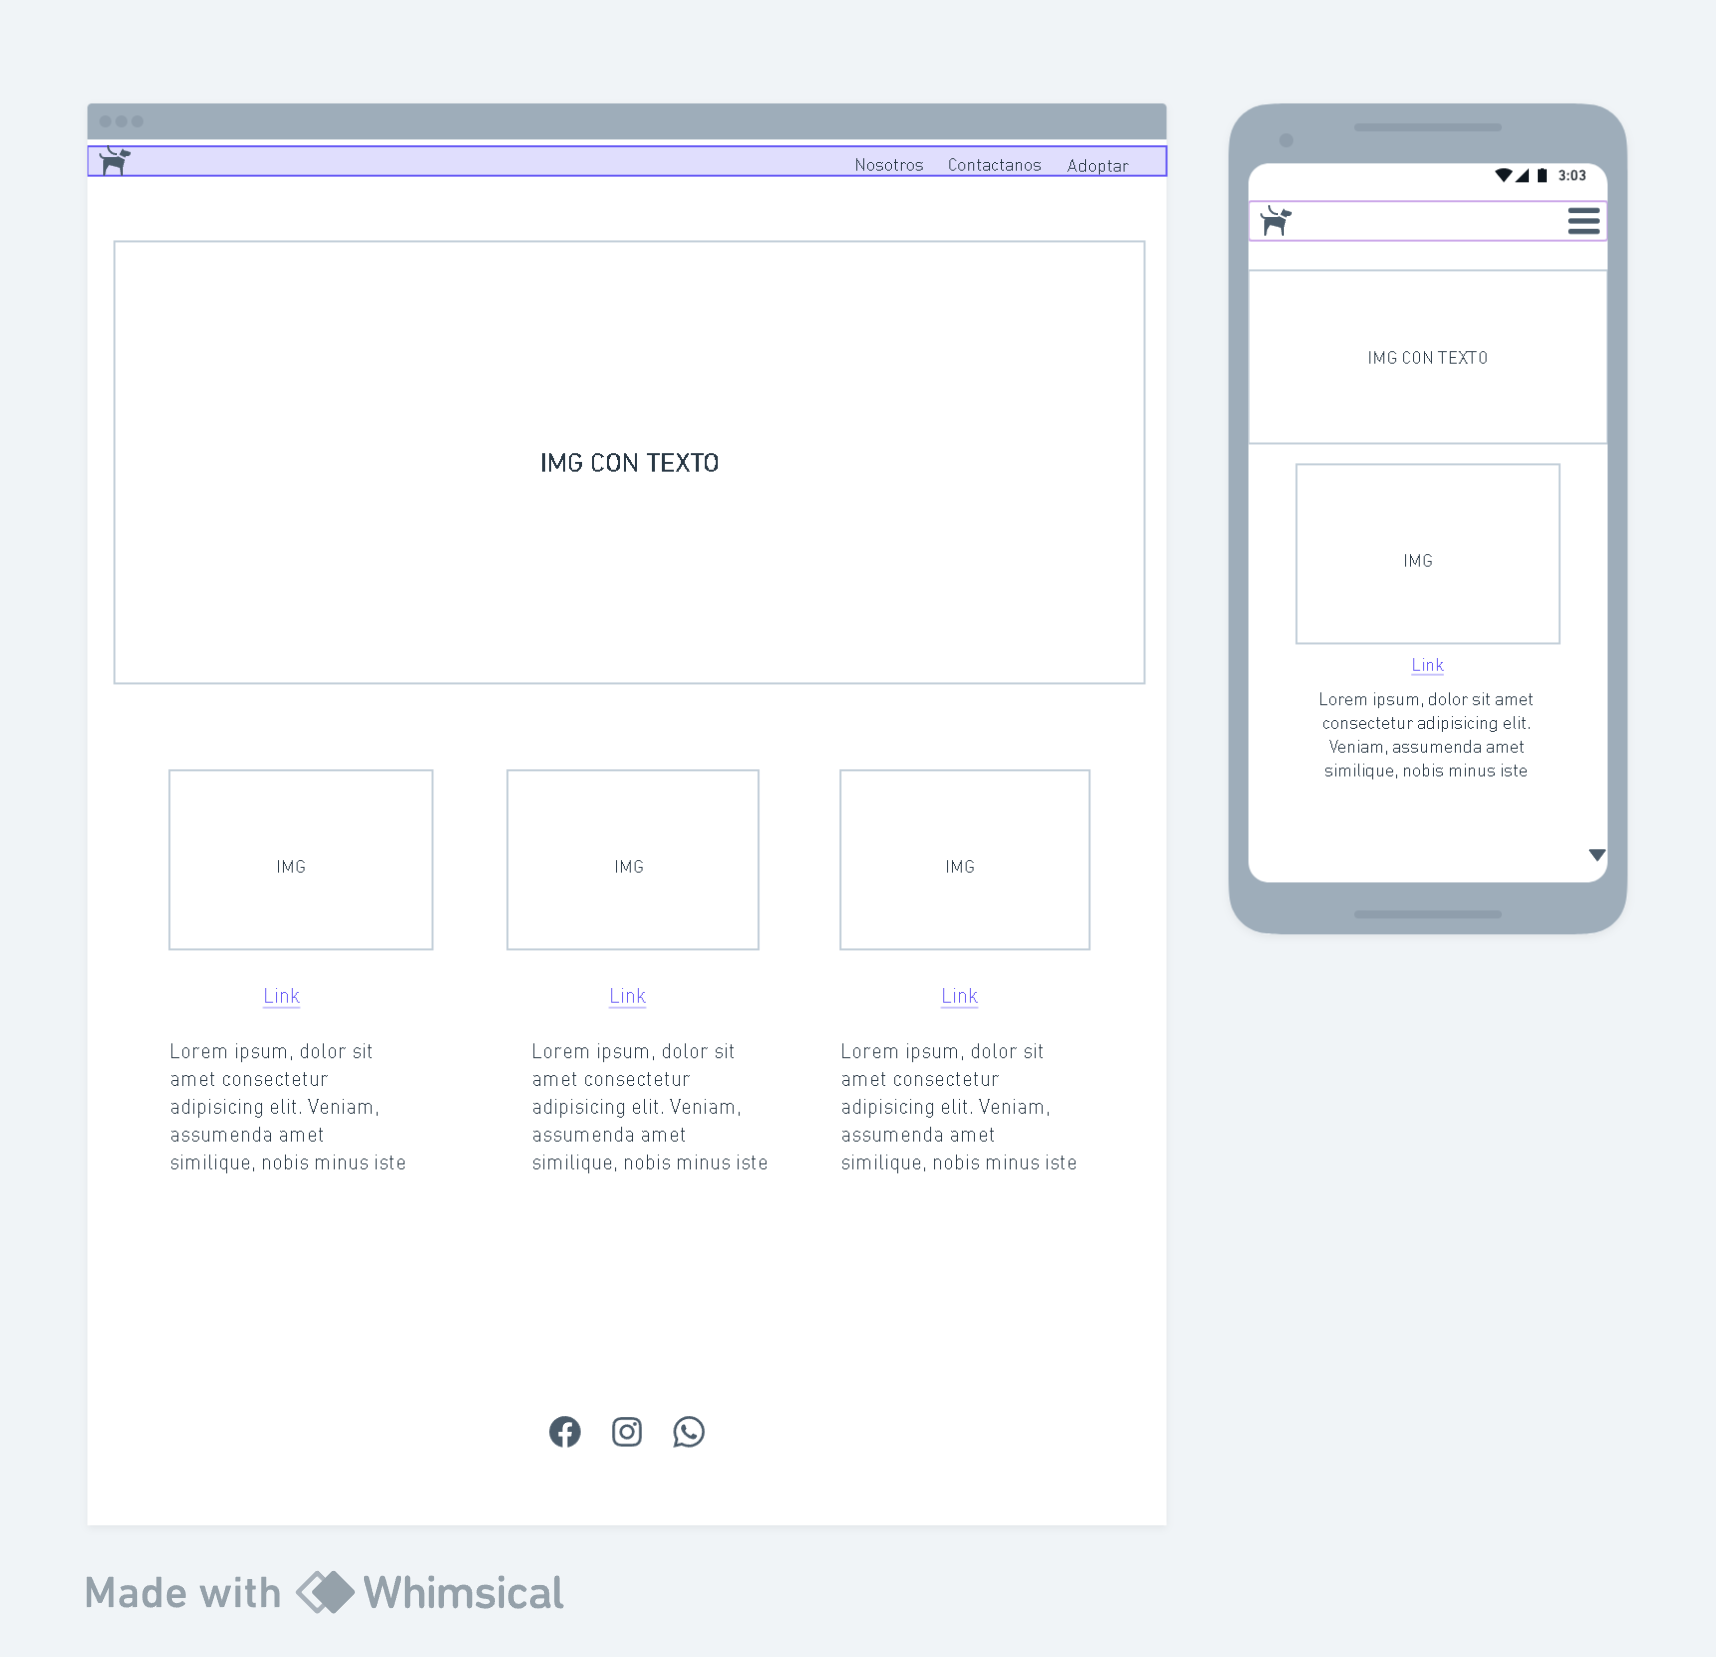 Nosotros Contactanos Adoptar
IMG CON TEXTO
IMG IMG IMG
Link Link Link
Lorem ipsum, dolor sit
amet consectetur
adipisicing elit. Veniam,
assumenda amet
similique, nobis minus iste
Lorem ipsum, dolor sit
amet consectetur
adipisicing elit. Veniam,
assumenda amet
similique, nobis minus iste
Lorem ipsum, dolor sit
amet consectetur
adipisicing elit. Veniam,
assumenda amet
similique, nobis minus iste
3:03
IMG CON TEXTO
IMG
Link
Lorem ipsum, dolor sit amet
consectetur adipisicing elit.
Veniam, assumenda amet
similique, nobis minus iste
Made with Whimsical